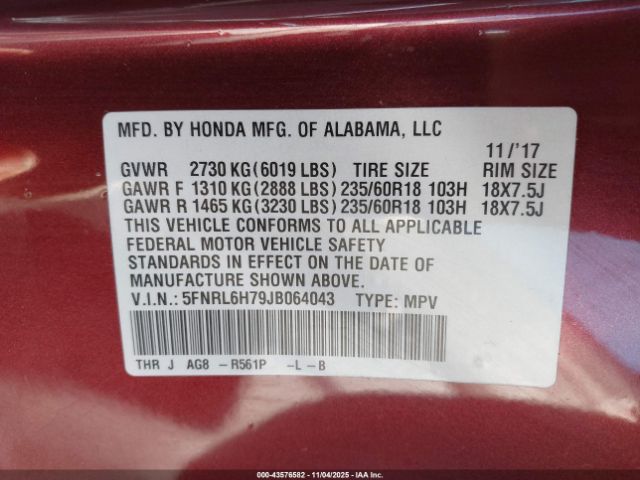 MFD. BY HONDA MFG. OF ALABAMA, LLC
11/'17
GVWR 2730 KG(6019 LBS) TIRE SIZE RIM SIZE
GAWR F 1310 KG(2888 LBS) 235/60R18 103H 18X7.5J
GAWR R 1465 KG(3230 LBS) 235/60R18 103H 18X7.5J
THIS VEHICLE CONFORMS TO ALL APPLICABLE
FEDERAL MOTOR VEHICLE SAFETY
STANDARDS IN EFFECT ON THE DATE OF
MANUFACTURE SHOWN ABOVE.
V.I.N.: 5FNRL6H79JB064043 TYPE: MPV
THR J AG8 - R561P -L-B
000-43576582 - 11/04/2025 - IAAI.com